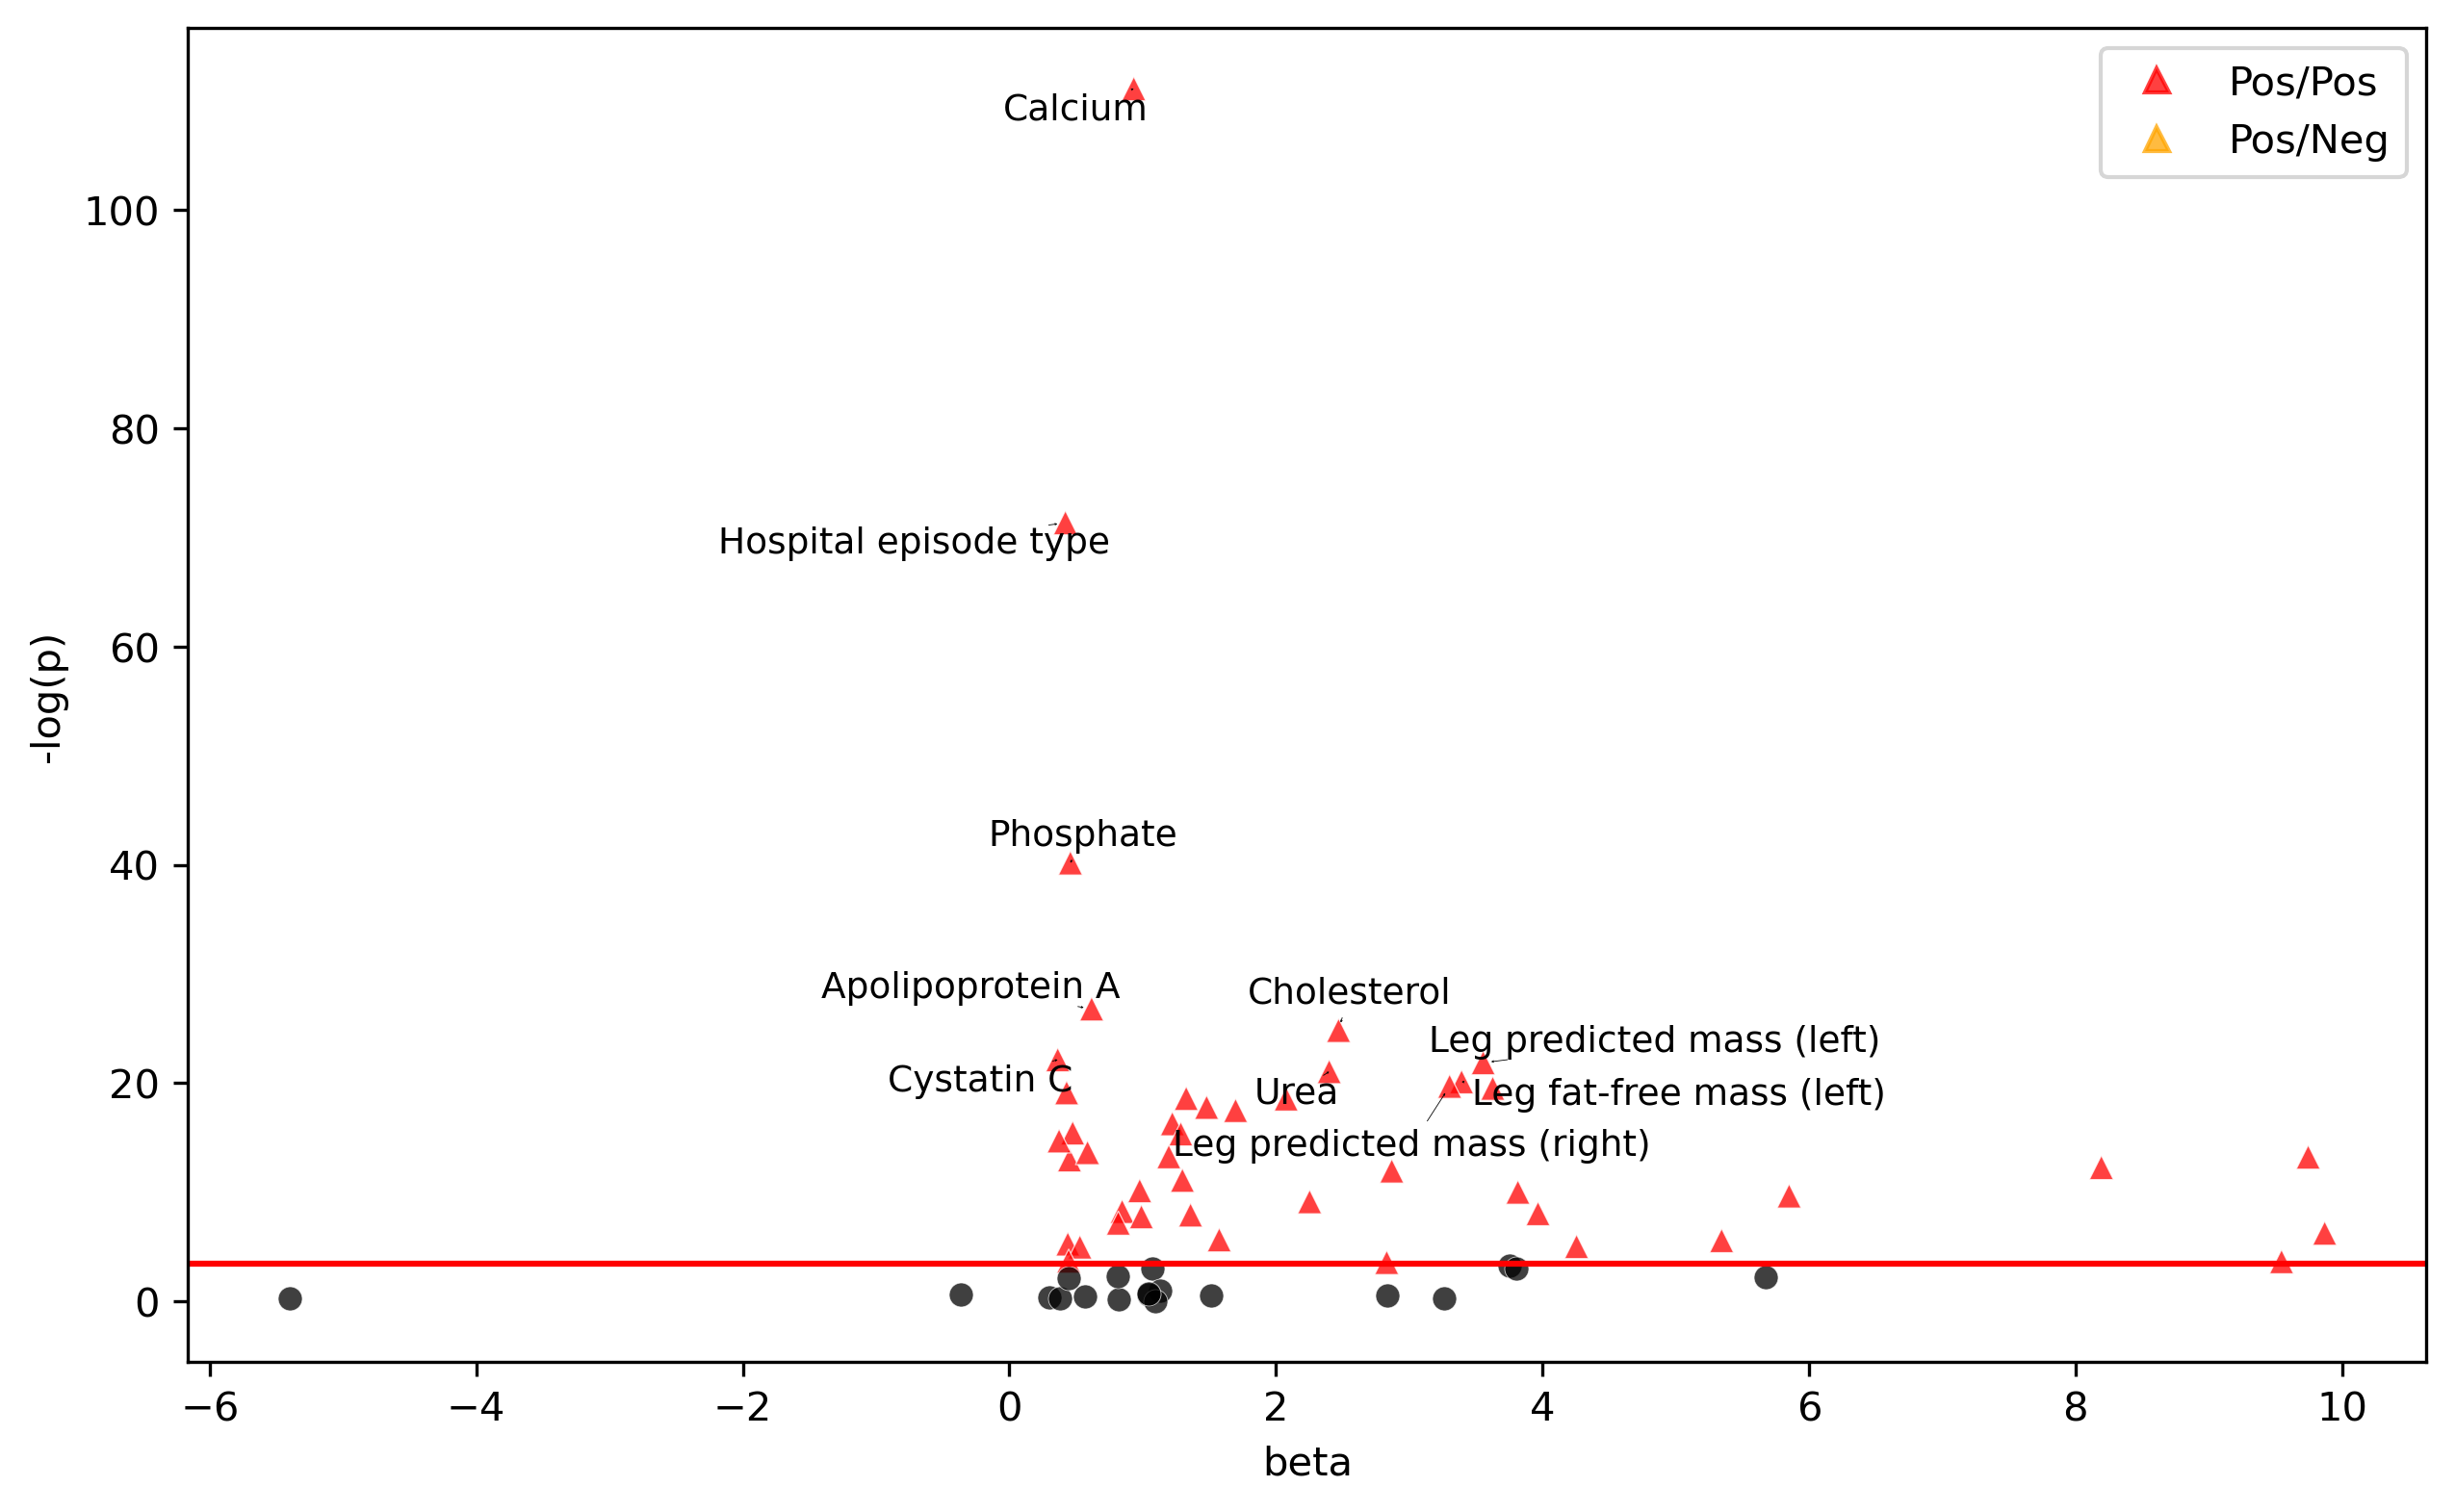 Pos/Pos
Pos/Neg
Calcium
100
80
Hospital episode type
60
-log(p)
Phosphate
40
Apolipoprotein A
Cholesterol
Leg predicted mass (left)
Cystatin C
20
Urea
Leg fat-free mass (left)
Leg predicted mass (right)
0
−6 −4 −2 0 2 4 6 8 10
beta